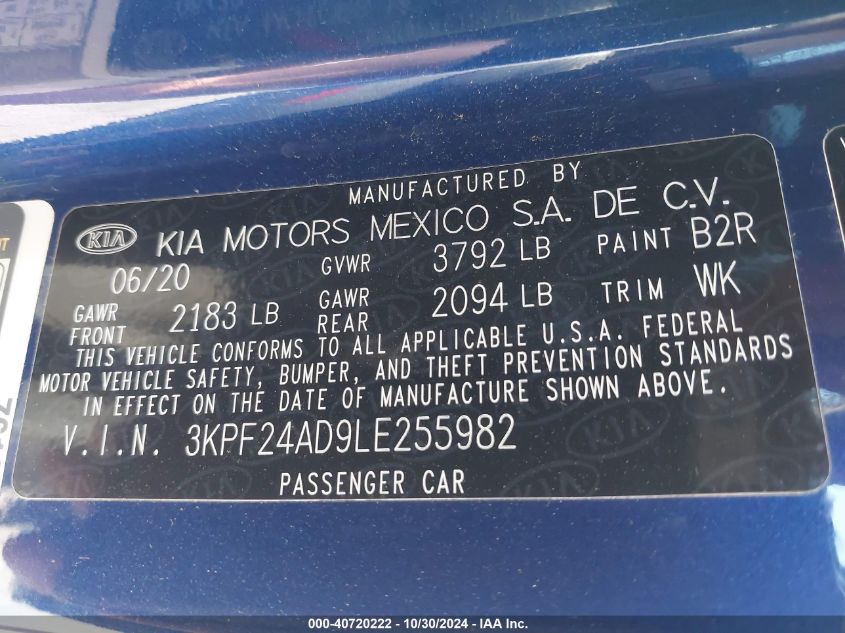 MANUFACTURED BY
KIA KIA MOTORS MEXICO S.A. DE C.V.
06/20 GVWR 3792 LB PAINT B2R
GAWR FRONT 2183 LB GAWR REAR 2094 LB TRIM WK
THIS VEHICLE CONFORMS TO ALL APPLICABLE U.S.A. FEDERAL
MOTOR VEHICLE SAFETY, BUMPER, AND THEFT PREVENTION STANDARDS
IN EFFECT ON THE DATE OF MANUFACTURE SHOWN ABOVE.
V.I.N. 3KPF24AD9LE255982
PASSENGER CAR
000-40720222 - 10/30/2024 - IAA Inc.